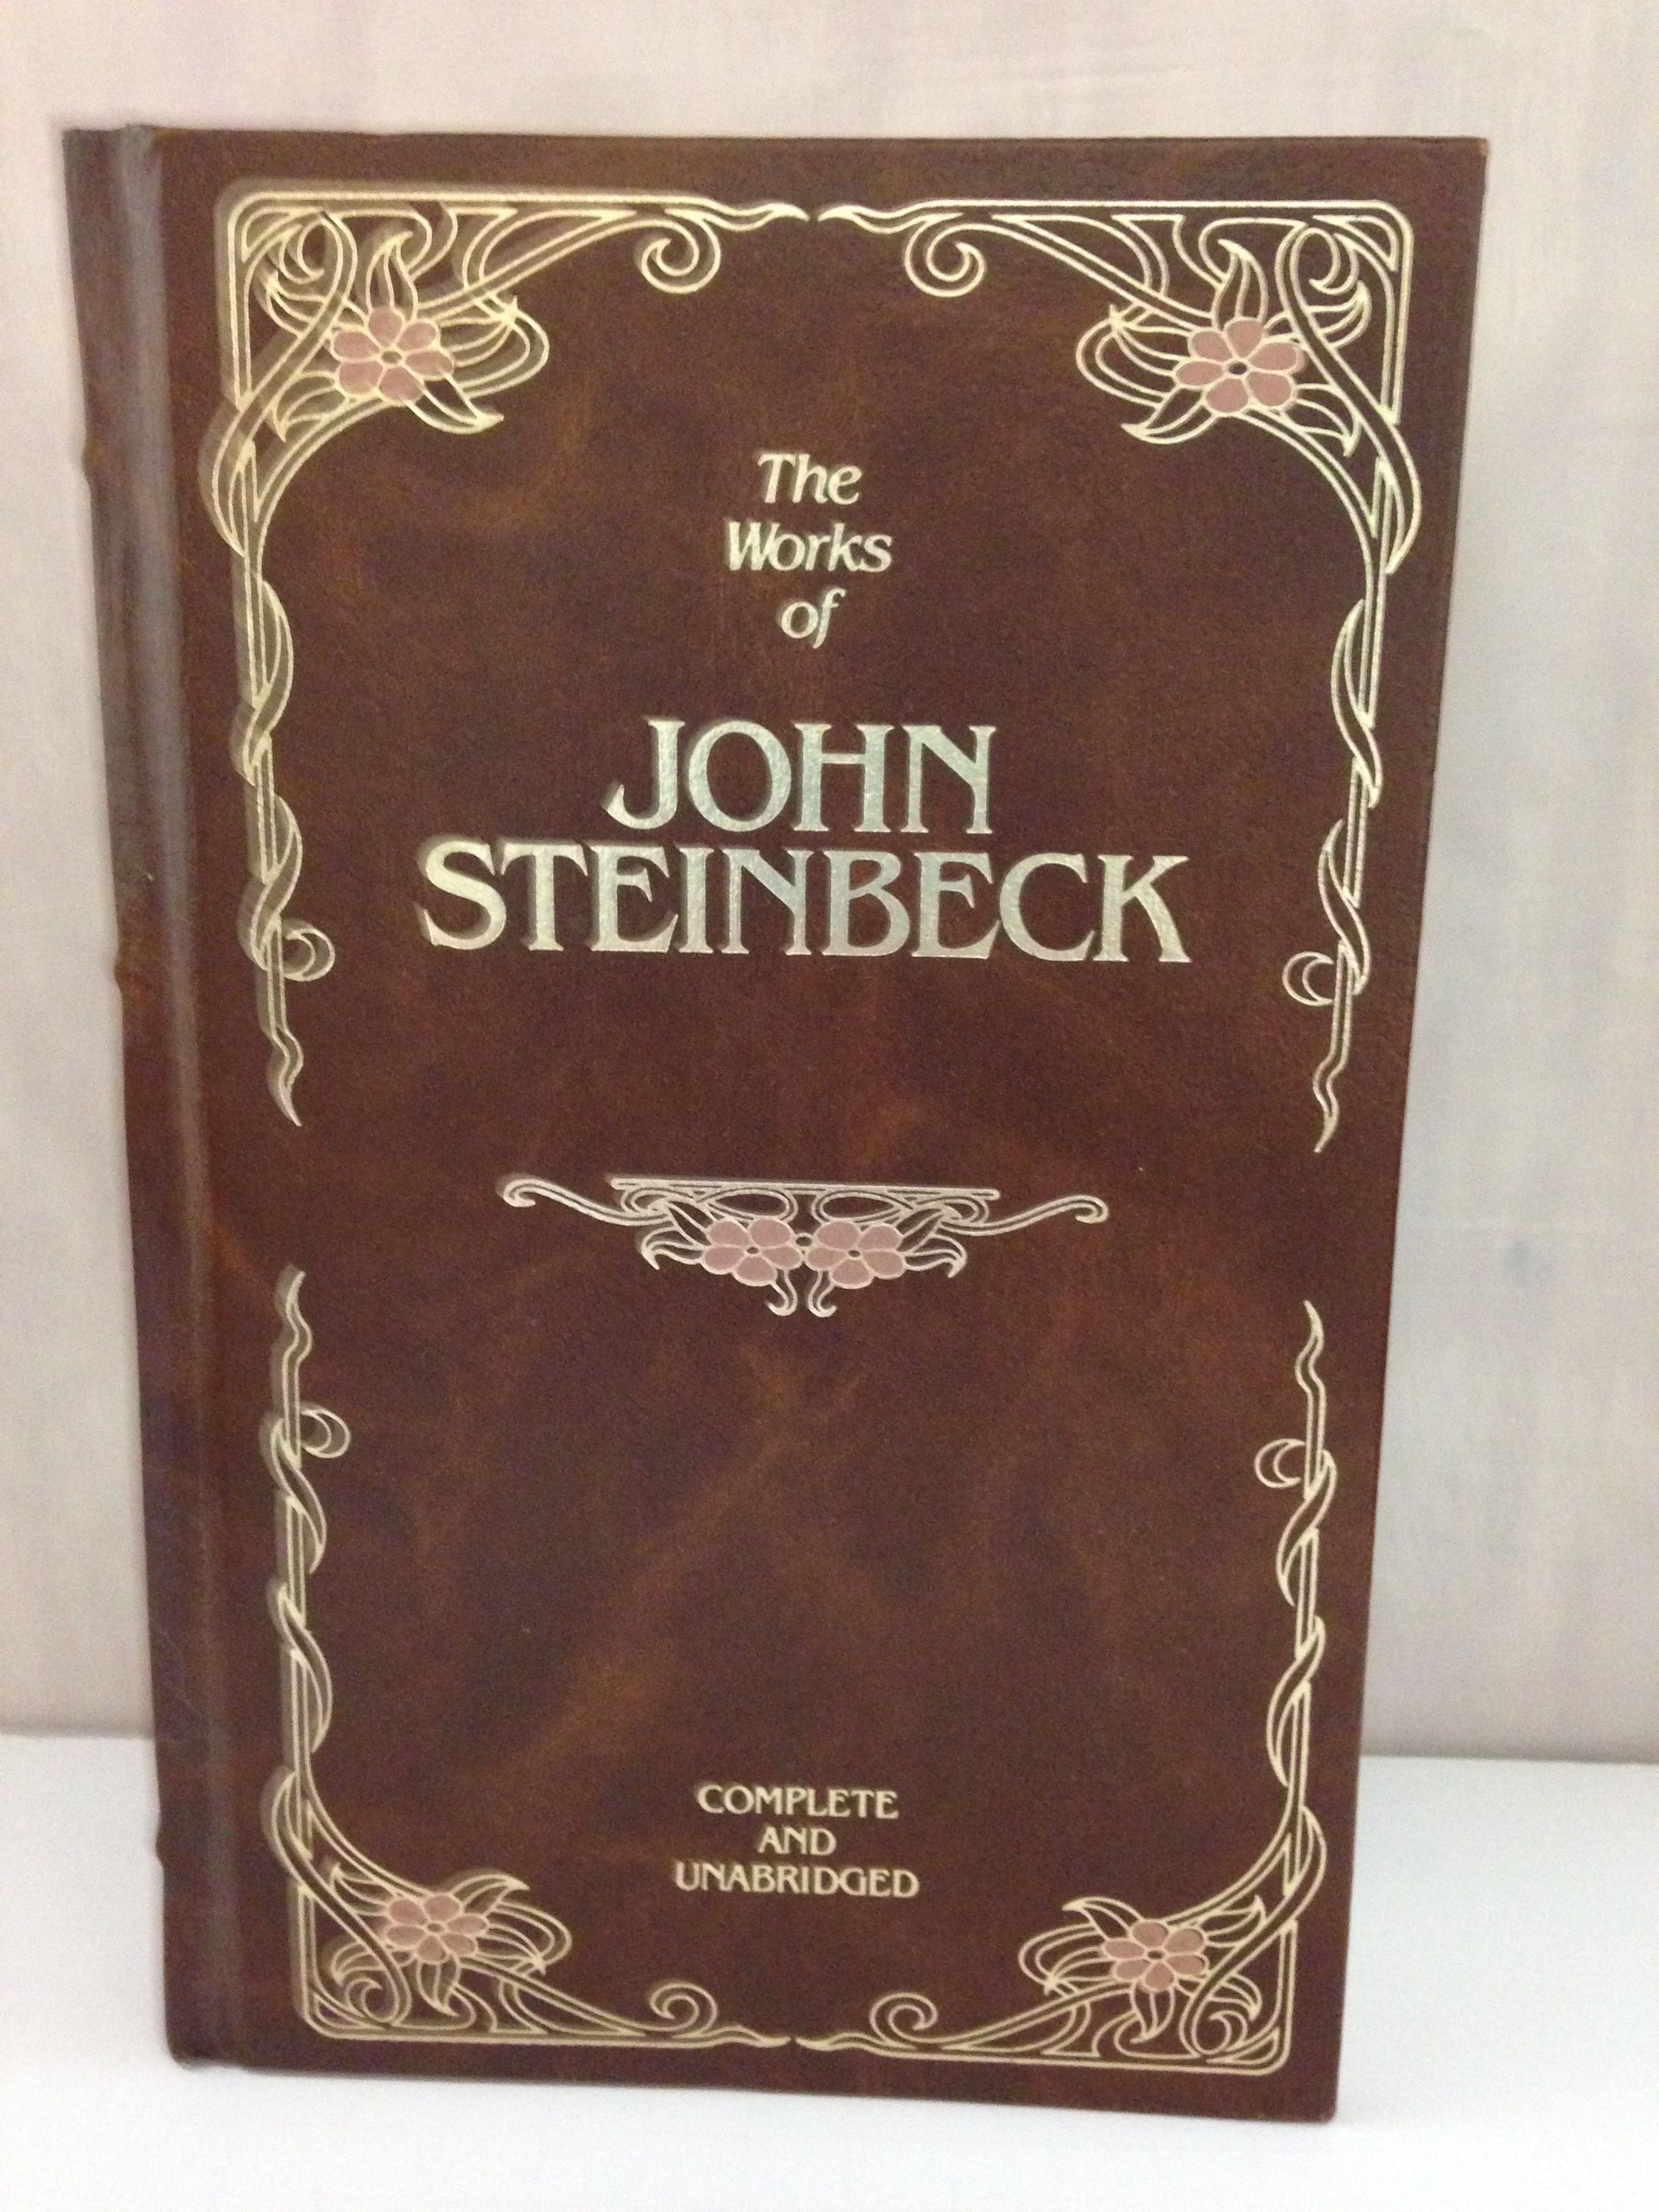 The
Works
of
JOHN
STEINBECK
COMPLETE
AND
UNABRIDGED